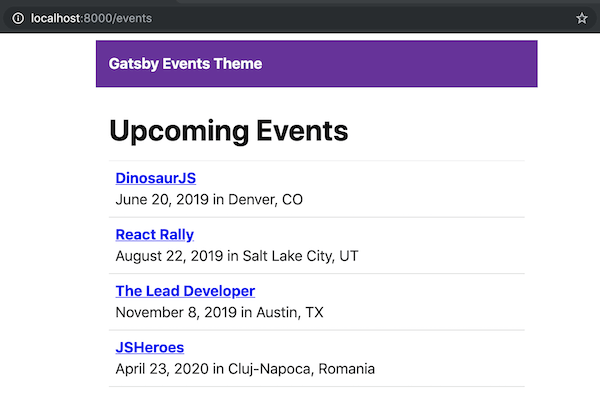 localhost:8000/events
Gatsby Events Theme
Upcoming Events
DinosaurJS
June 20, 2019 in Denver, CO
React Rally
August 22, 2019 in Salt Lake City, UT
The Lead Developer
November 8, 2019 in Austin, TX
JSHeroes
April 23, 2020 in Cluj-Napoca, Romania